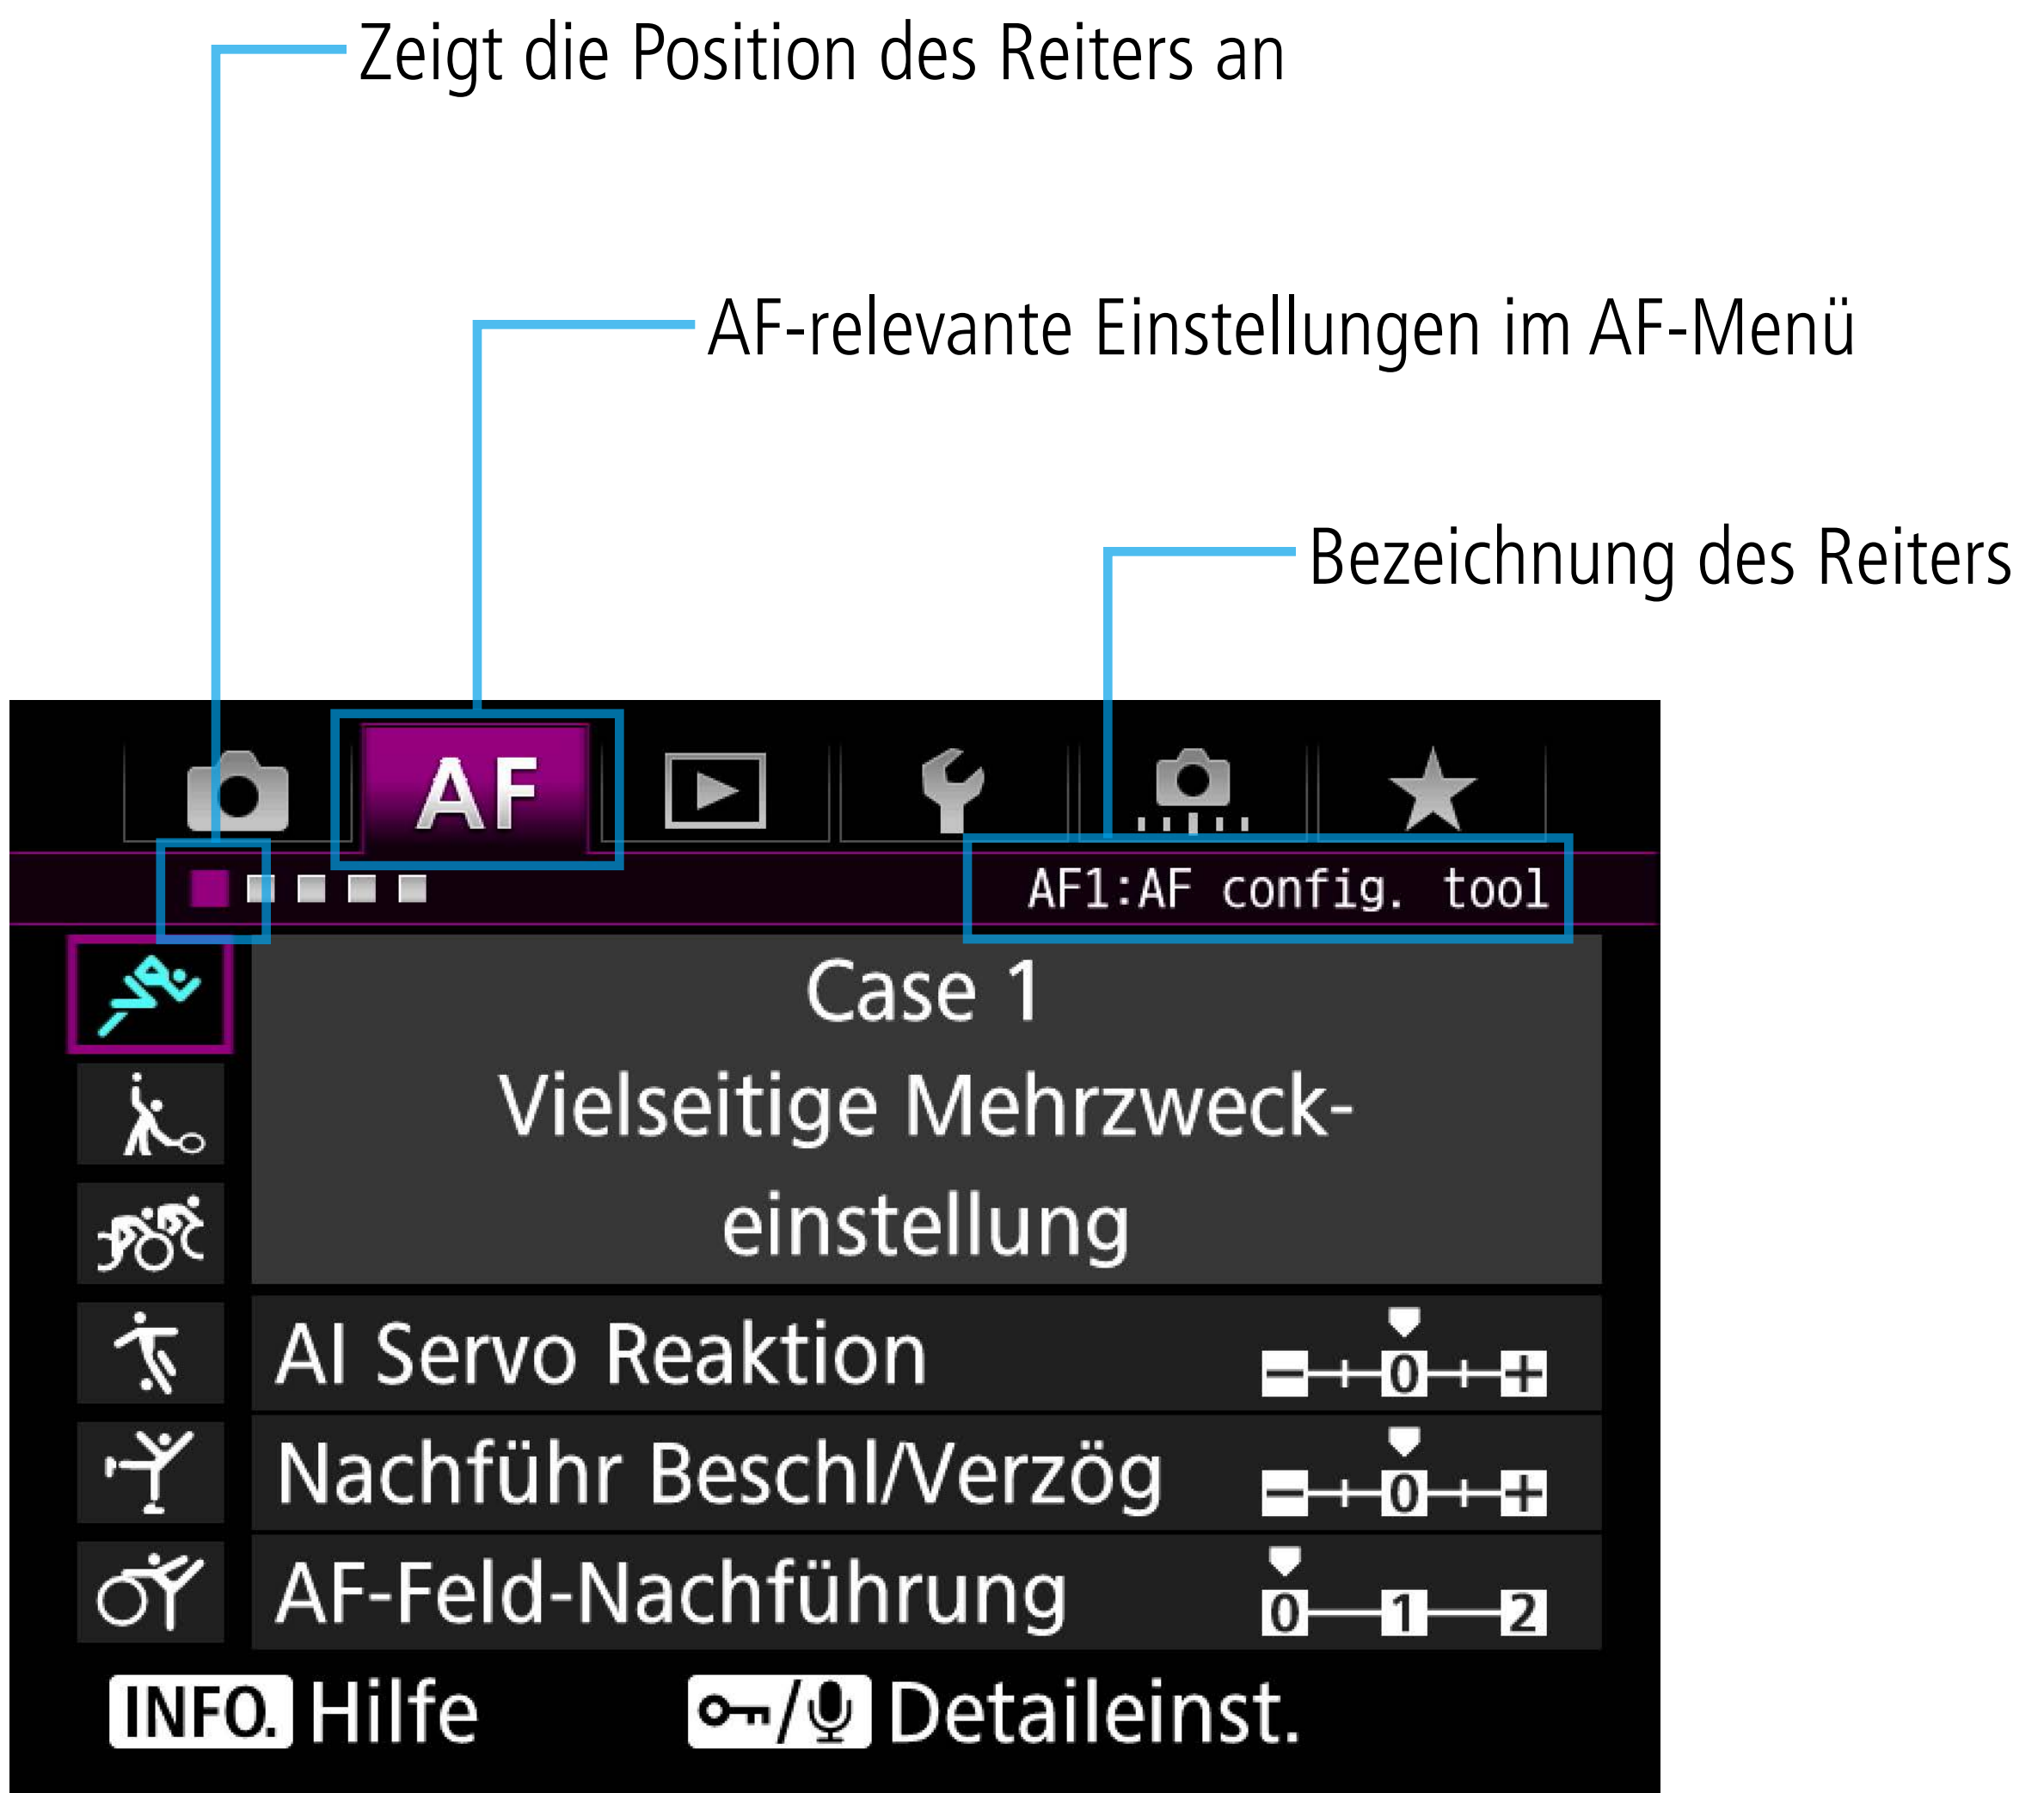 Zeigt die Position des Reiters an
AF-relevante Einstellungen im AF-Menü
Bezeichnung des Reiters
AF
AF1:AF config. tool
Case 1
Vielseitige Mehrzweck-
einstellung
AI Servo Reaktion
− 0 +
Nachführ Beschl/Verzög
− 0 +
AF-Feld-Nachführung
0 1 2
INFO. Hilfe / Detaileinst.